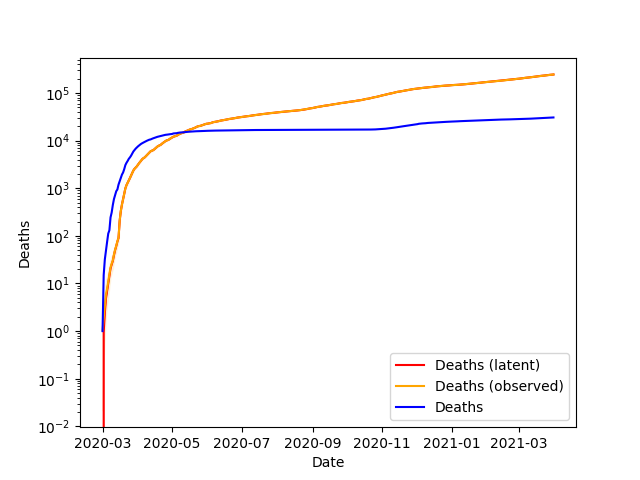 10⁵
10⁴
10³
10²
10¹
10⁰
10⁻¹
10⁻²
Deaths
Deaths (latent)
Deaths (observed)
Deaths
2020-03 2020-05 2020-07 2020-09 2020-11 2021-01 2021-03
Date